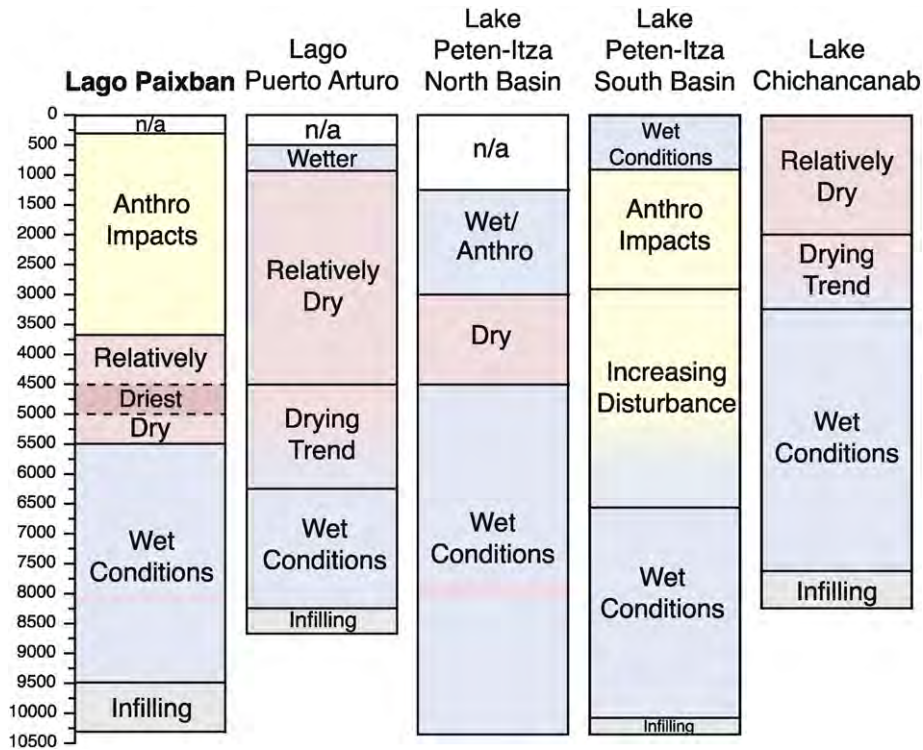 Lago Paixban
Lago
Puerto Arturo
Lake
Peten-Itza
North Basin
Lake
Peten-Itza
South Basin
Lake
Chichancanab
0
500
1000
1500
2000
2500
3000
3500
4000
4500
5000
5500
6000
6500
7000
7500
8000
8500
9000
9500
10000
10500
n/a
Anthro
Impacts
Relatively
Driest
Dry
Wet
Conditions
Infilling
n/a
Wetter
Relatively
Dry
Drying
Trend
Wet
Conditions
Infilling
n/a
Wet/
Anthro
Dry
Wet
Conditions
Wet
Conditions
Anthro
Impacts
Increasing
Disturbance
Wet
Conditions
Infilling
Relatively
Dry
Drying
Trend
Wet
Conditions
Infilling